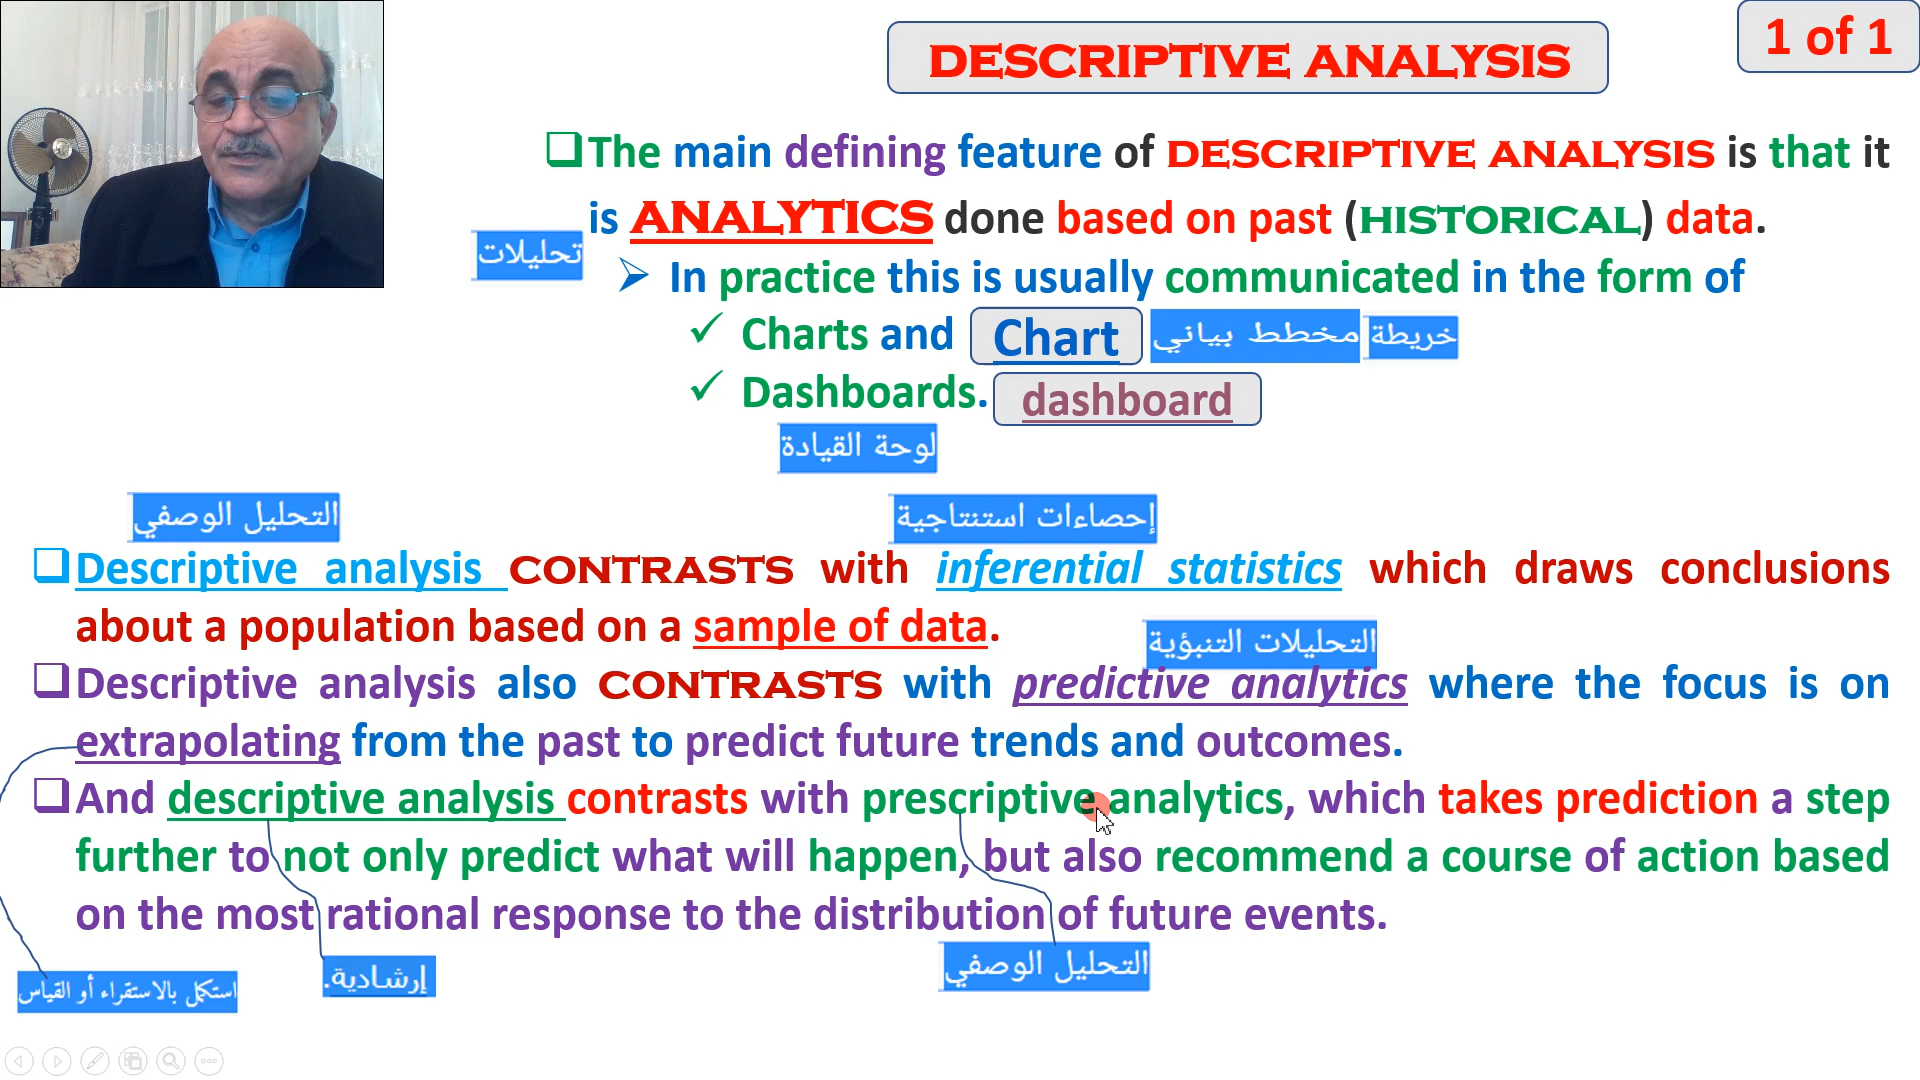 DESCRIPTIVE ANALYSIS
1 of 1
The main defining feature of DESCRIPTIVE ANALYSIS is that it
is ANALYTICS done based on past (HISTORICAL) data.
تحليلات
In practice this is usually communicated in the form of
Charts and Chart مخطط بياني خريطة
Dashboards. dashboard
لوحة القيادة
التحليل الوصفي
إحصاءات استنتاجية
Descriptive analysis CONTRASTS with inferential statistics which draws conclusions
about a population based on a sample of data.
التحليلات التنبؤية
Descriptive analysis also CONTRASTS with predictive analytics where the focus is on
extrapolating from the past to predict future trends and outcomes.
And descriptive analysis contrasts with prescriptive analytics, which takes prediction a step
further to not only predict what will happen, but also recommend a course of action based
on the most rational response to the distribution of future events.
التحليل الوصفي
إرشادية.
استكمل بالاستقراء أو القياس